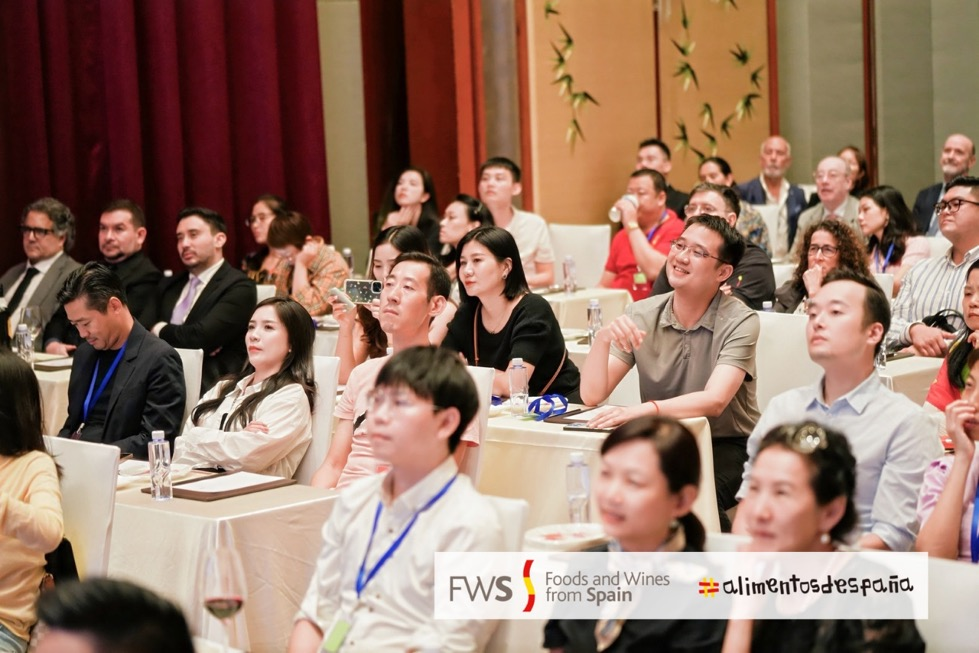 FWS
Foods and Wines
from Spain
#alimentosdespaña